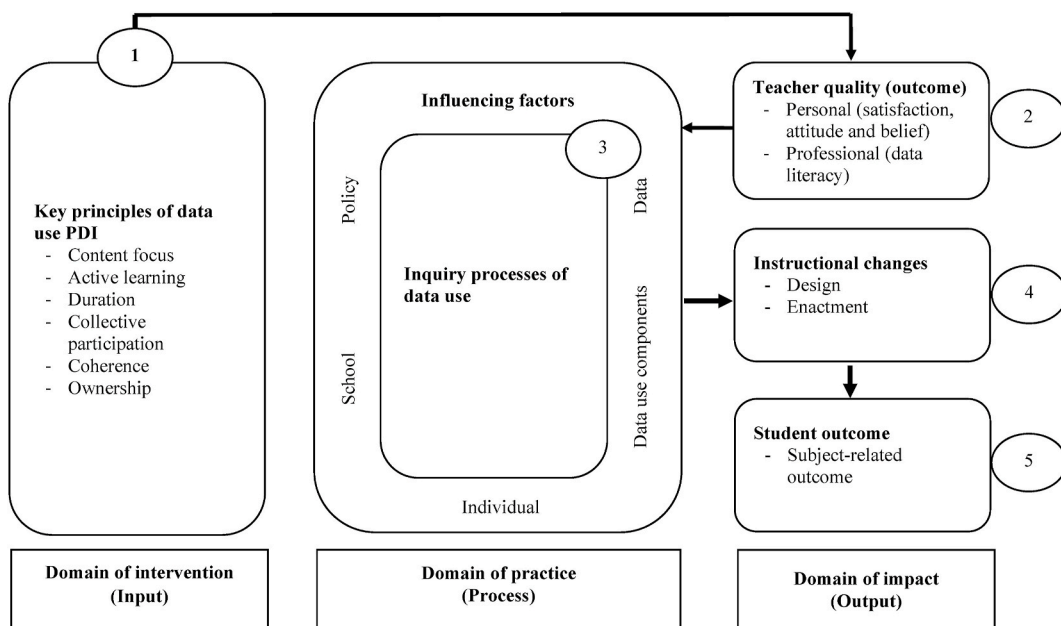 1
Key principles of data
use PDI
- Content focus
- Active learning
- Duration
- Collective
participation
- Coherence
- Ownership
Domain of intervention
(Input)
Influencing factors
3
Policy
Data
Inquiry processes of
data use
School
Data use components
Individual
Domain of practice
(Process)
Teacher quality (outcome)
- Personal (satisfaction,
attitude and belief)
- Professional (data
literacy)
2
Instructional changes
- Design
- Enactment
4
Student outcome
- Subject-related
outcome
5
Domain of impact
(Output)